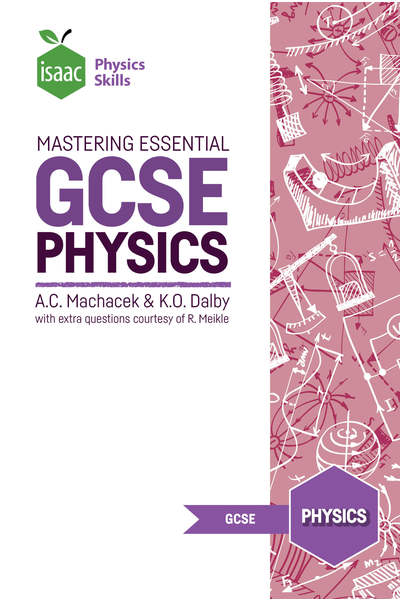 isaac
Physics
Skills
MASTERING ESSENTIAL
GCSE
PHYSICS
A.C. Machacek & K.O. Dalby
with extra questions courtesy of R. Meikle
GCSE
PHYSICS